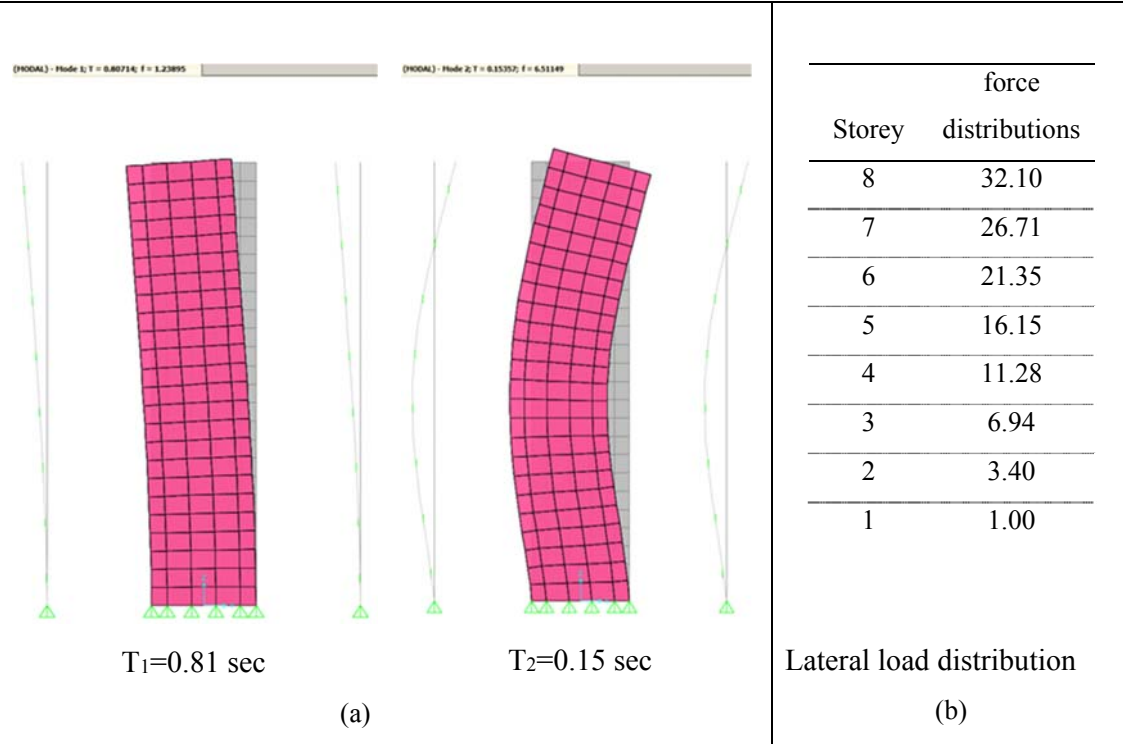 (MODAL) - Mode 1; T = 0.80714; f = 1.23895
(MODAL) - Mode 2; T = 0.15357; f = 6.51149
T1=0.81 sec
T2=0.15 sec
(a)
force
Storey distributions
8 32.10
7 26.71
6 21.35
5 16.15
4 11.28
3 6.94
2 3.40
1 1.00
Lateral load distribution
(b)